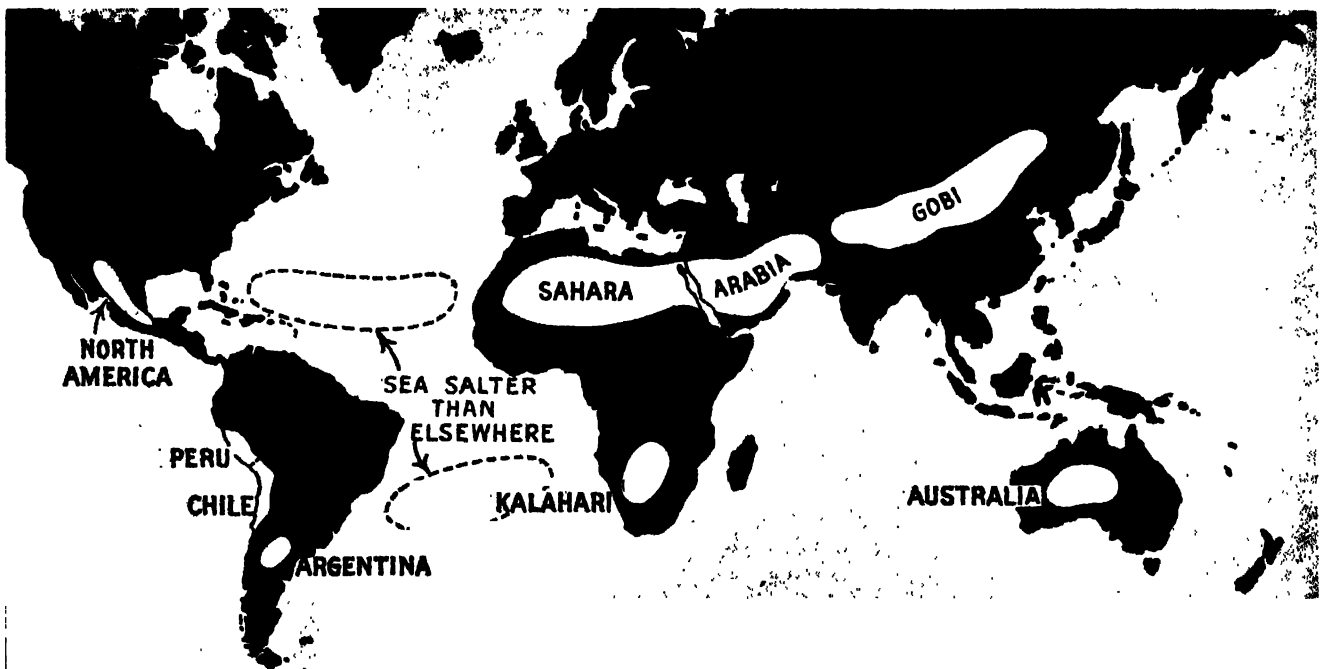 GOBI
SAHARA
ARABIA
NORTH
AMERICA
SEA SALTER
THAN
ELSEWHERE
PERU
CHILE
KALAHARI
AUSTRALIA
ARGENTINA